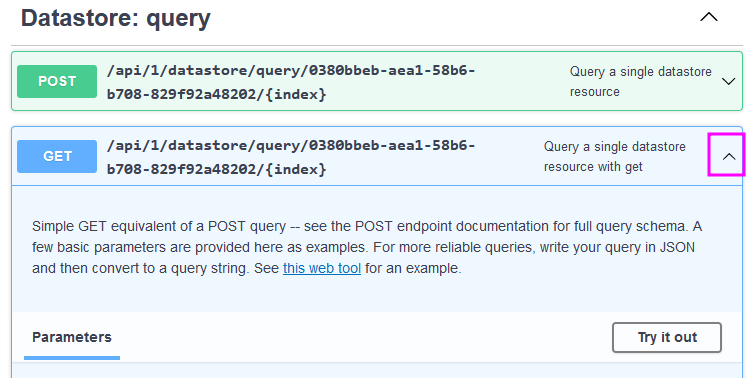 Datastore: query
POST
/api/1/datastore/query/0380bbeb-aea1-58b6-
b708-829f92a48202/{index}
Query a single datastore
resource
GET
/api/1/datastore/query/0380bbeb-aea1-58b6-
b708-829f92a48202/{index}
Query a single datastore
resource with get
Simple GET equivalent of a POST query -- see the POST endpoint documentation for full query schema. A
few basic parameters are provided here as examples. For more reliable queries, write your query in JSON
and then convert to a query string. See this web tool for an example.
Parameters
Try it out